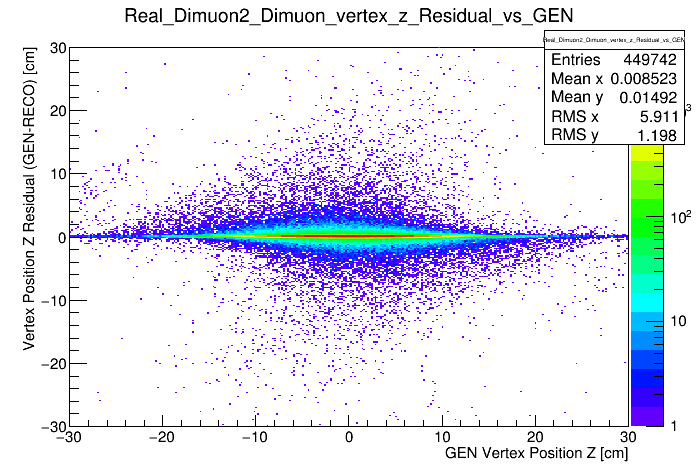 Real_Dimuon2_Dimuon_vertex_z_Residual_vs_GEN
Real_Dimuon2_Dimuon_vertex_z_Residual_vs_GEN
Entries 449742
Mean x 0.008523
Mean y 0.01492
RMS x 5.911
RMS y 1.198
Vertex Position Z Residual (GEN-RECO) [cm]
30
20
10
0
−10
−20
−30
−30 −20 −10 0 10 20 30
GEN Vertex Position Z [cm]
3
10²
10
1